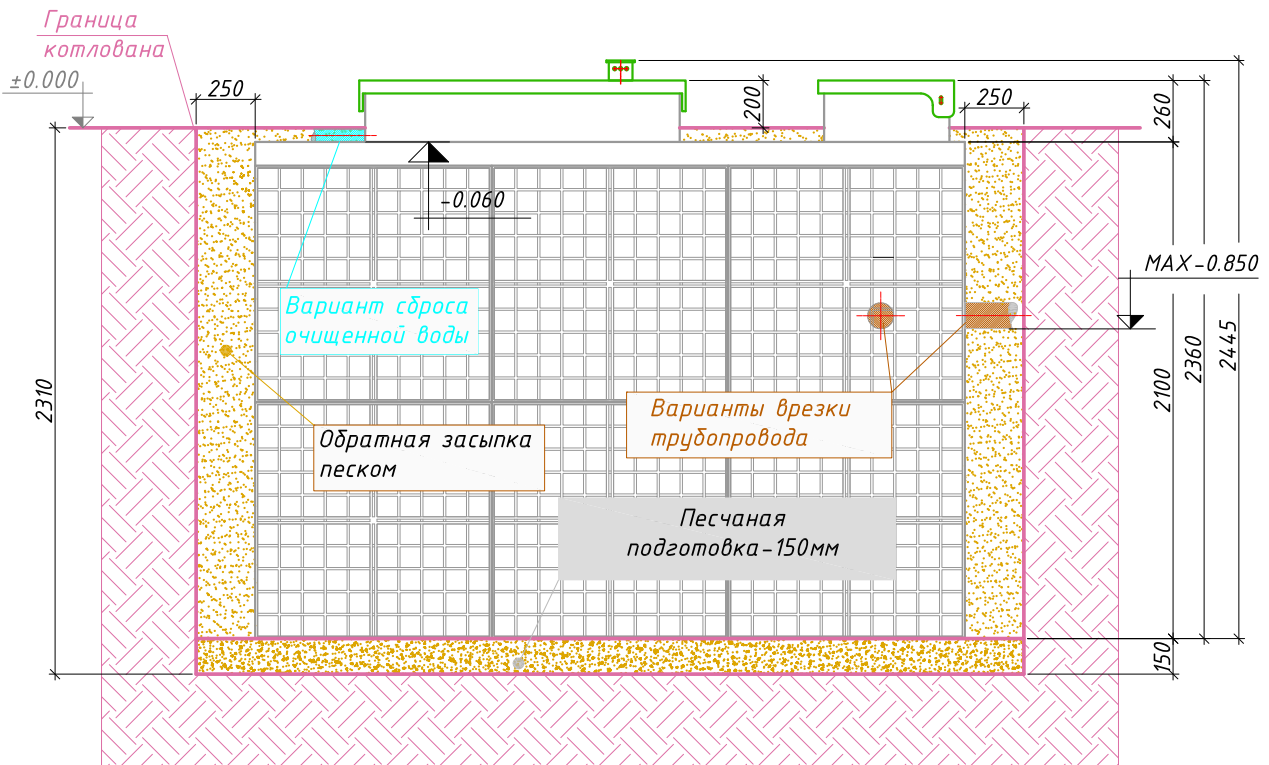 Граница
котлована
±0.000
250
200
250
260
-0.060
MAX-0.850
Вариант сброса
очищенной воды
2310
2100
2360
2445
Варианты врезки
трубопровода
Обратная засыпка
песком
Песчаная
подготовка-150мм
150